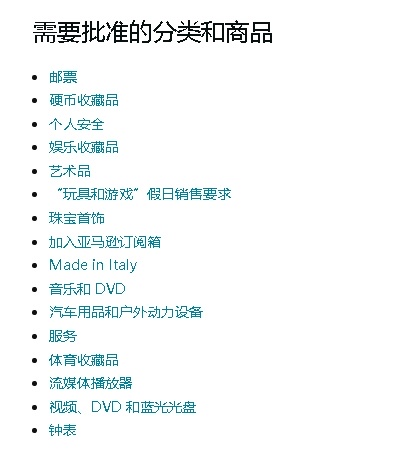 需要批准的分类和商品
邮票
硬币收藏品
个人安全
娱乐收藏品
艺术品
“玩具和游戏”假日销售要求
珠宝首饰
加入亚马逊订阅箱
Made in Italy
音乐和 DVD
汽车用品和户外动力设备
服务
体育收藏品
流媒体播放器
视频、DVD 和蓝光光盘
钟表